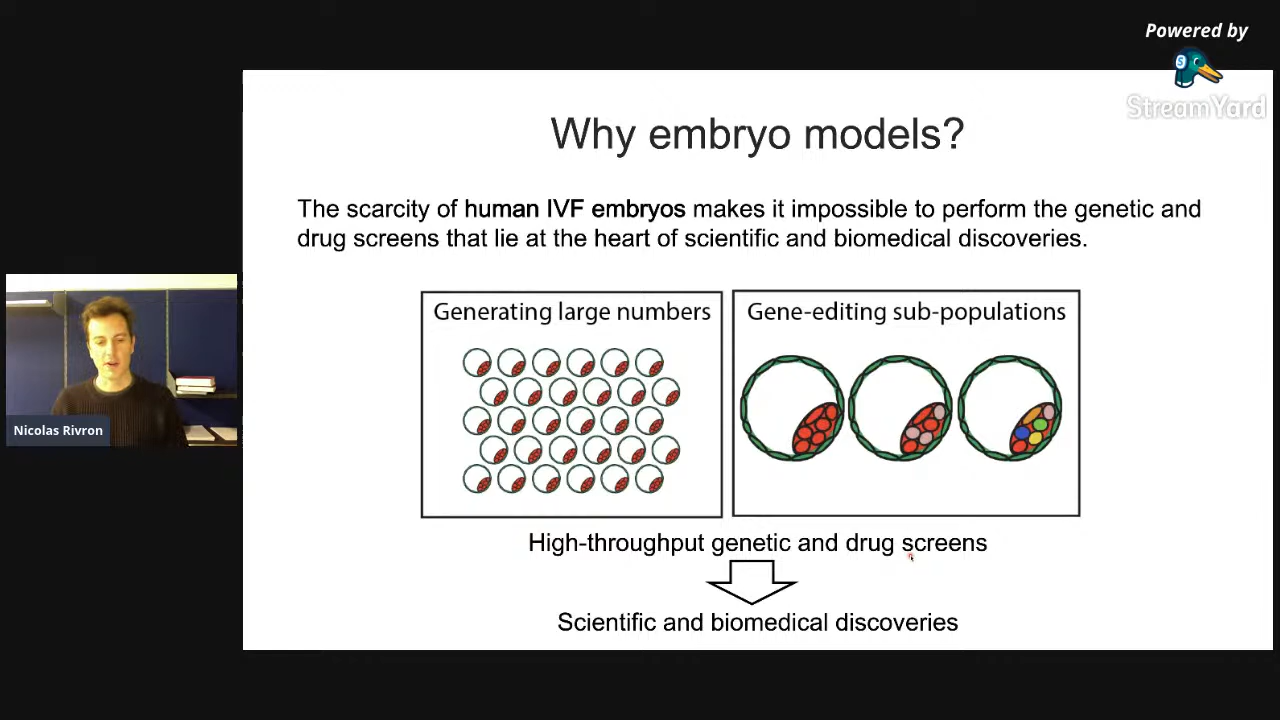 Powered by
StreamYard
Why embryo models?
The scarcity of human IVF embryos makes it impossible to perform the genetic and
drug screens that lie at the heart of scientific and biomedical discoveries.
Generating large numbers
Gene-editing sub-populations
High-throughput genetic and drug screens
Scientific and biomedical discoveries
Nicolas Rivron